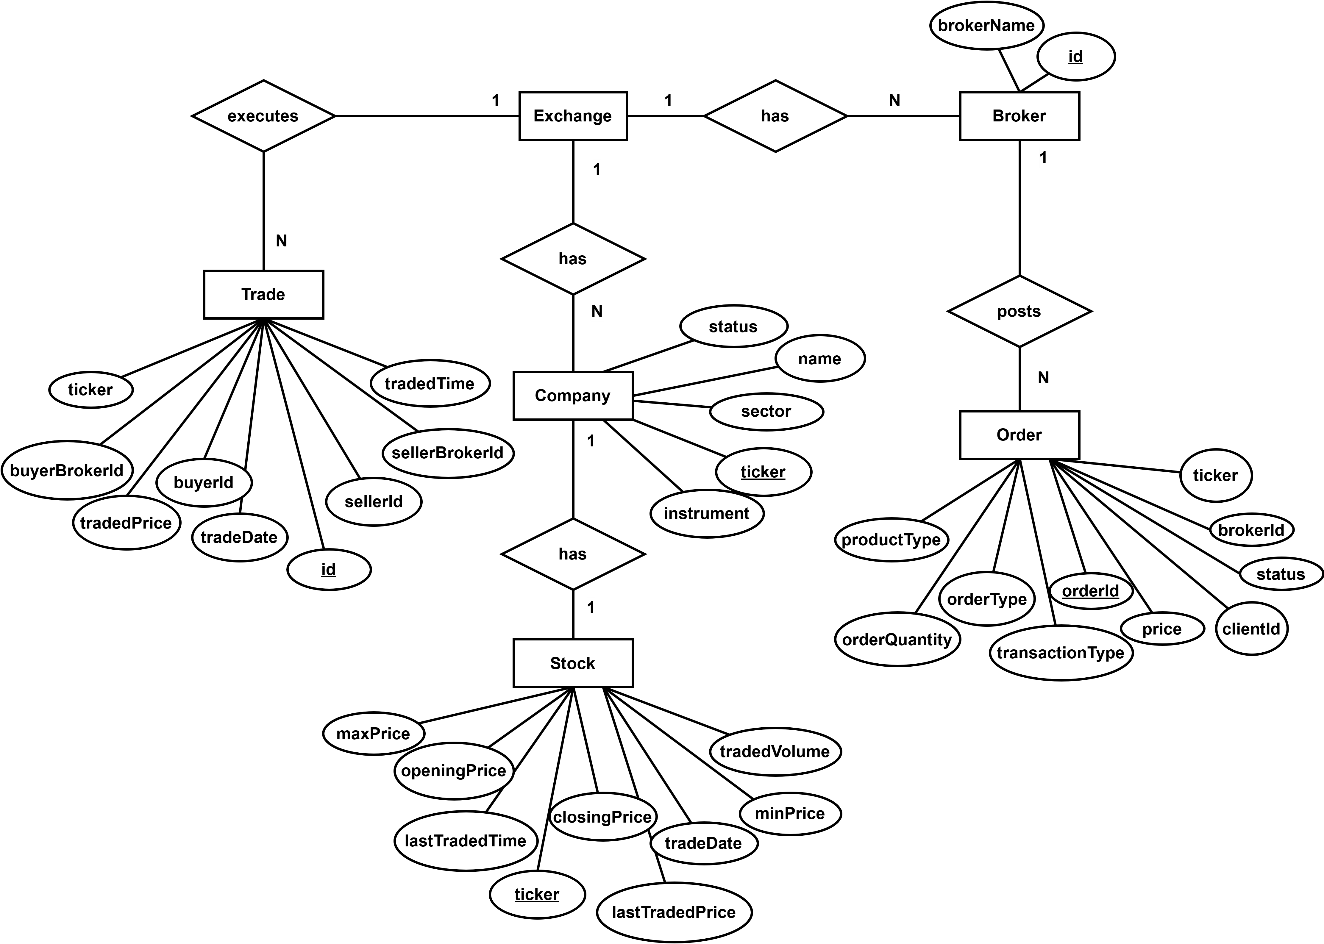 brokerName
id
executes
1
Exchange
1
has
N
Broker
1
1
N
has
Trade
N
posts
status
name
ticker
tradedTime
Company
sector
N
1
Order
buyerBrokerId
buyerId
sellerBrokerId
ticker
ticker
tradedPrice
sellerId
instrument
tradeDate
brokerId
id
has
productType
status
1
orderType
orderId
orderQuantity
transactionType
price
clientId
Stock
maxPrice
tradedVolume
openingPrice
closingPrice
minPrice
lastTradedTime
tradeDate
ticker
lastTradedPrice